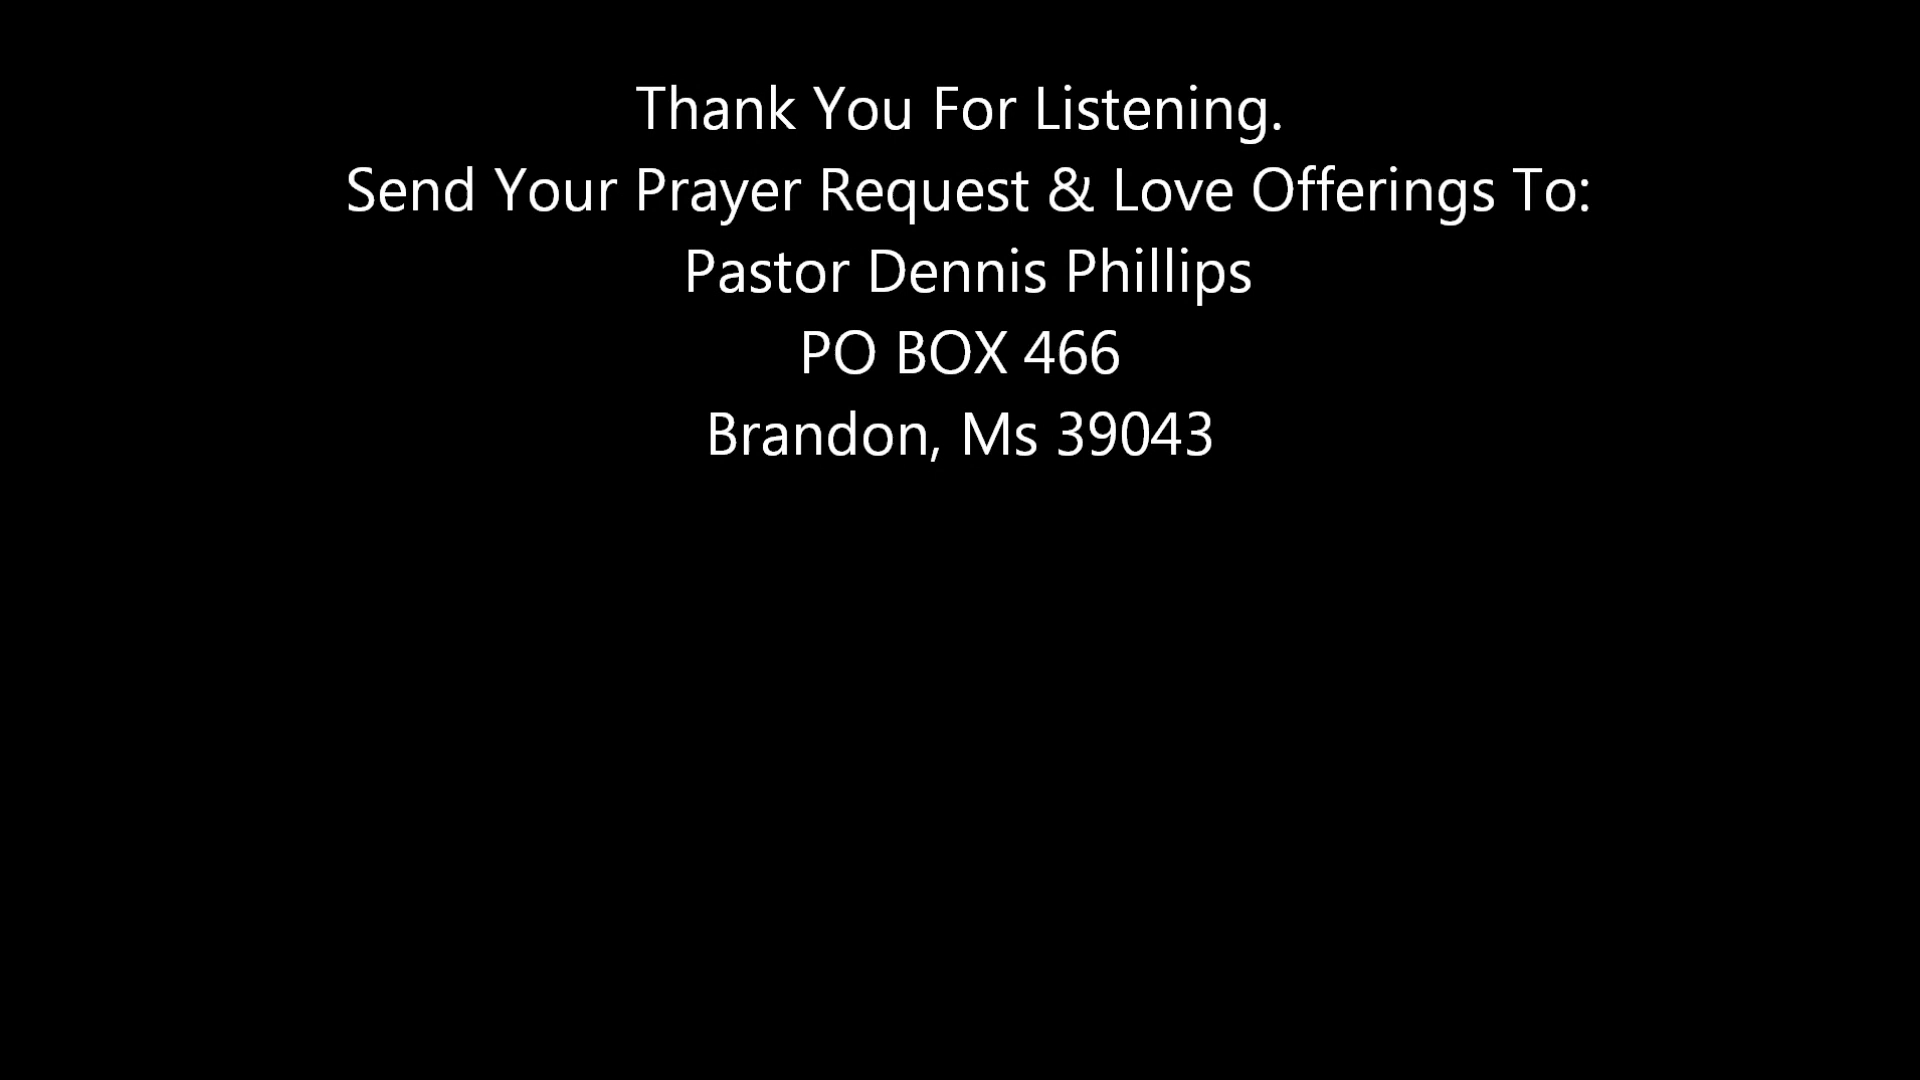 Thank You For Listening.
Send Your Prayer Request & Love Offerings To:
Pastor Dennis Phillips
PO BOX 466
Brandon, Ms 39043